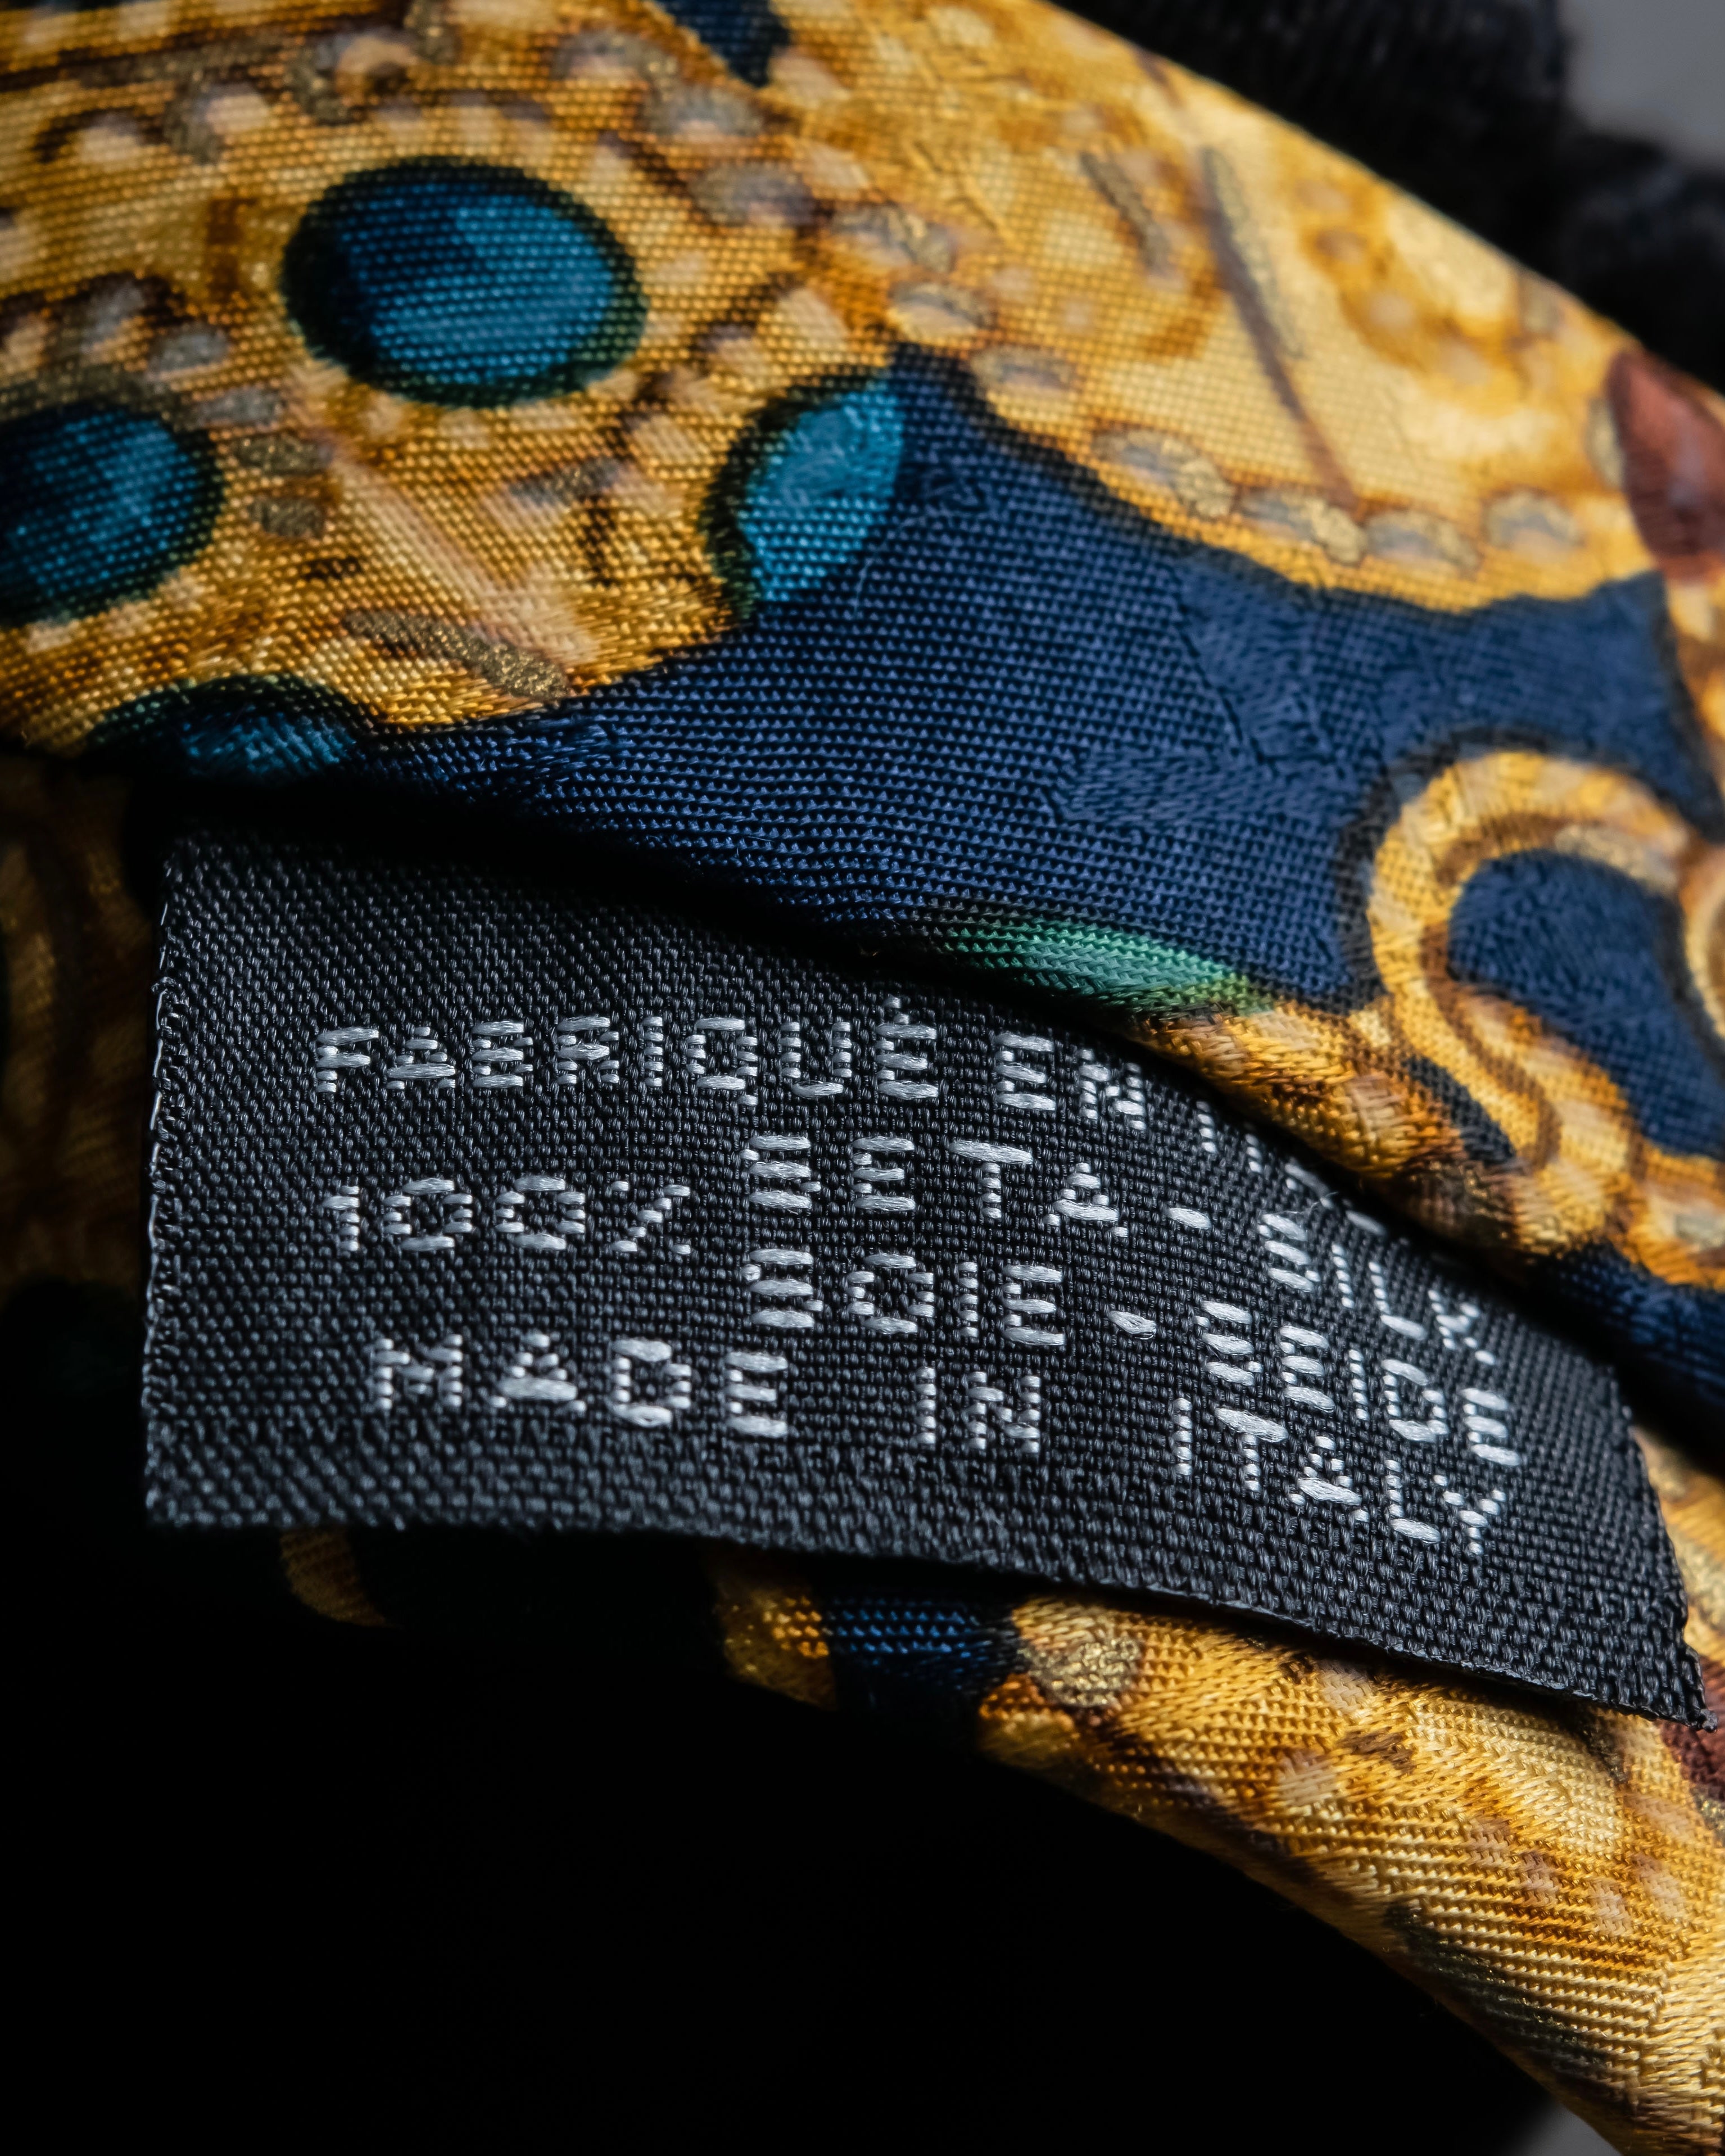 FABRIQUÉ EN
100% SETA-SILK
SOIE-SEIDE
MADE IN ITALY